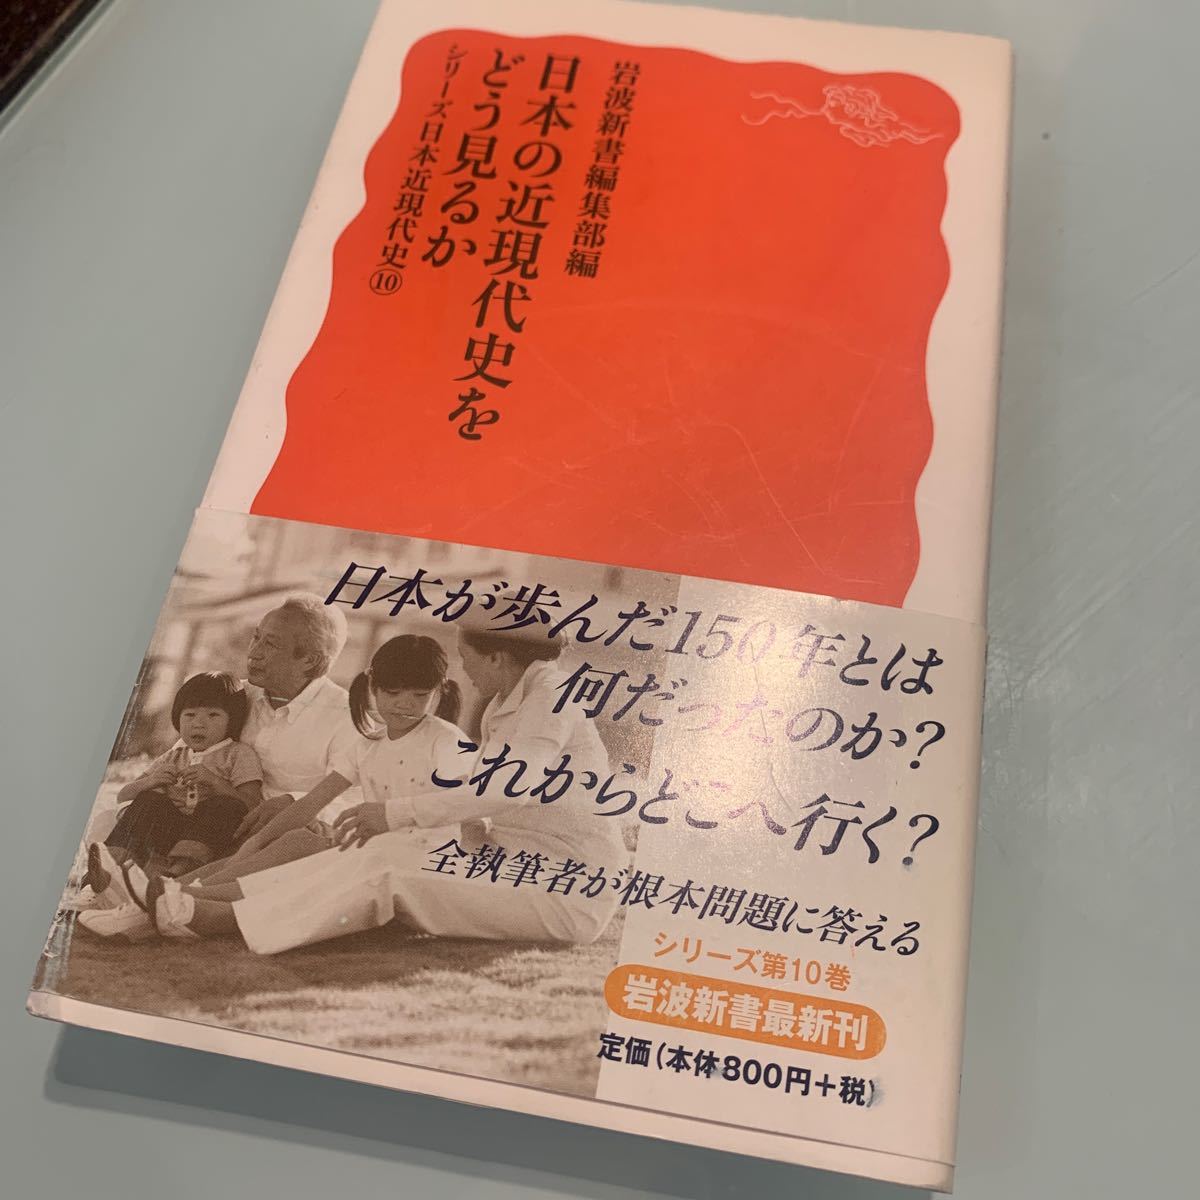 岩波新書編集部編
日本の近現代史を
どう見るか
シリーズ日本近現代史⑩
日本が歩んだ150年とは
何だったのか?
これからどこへ行く?
全執筆者が根本問題に答える
シリーズ第10巻
岩波新書最新刊
定価(本体800円+税)